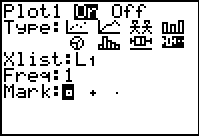 Plot1 On Off
Type:
Xlist:L₁
Freq:1
Mark:▫ + ·